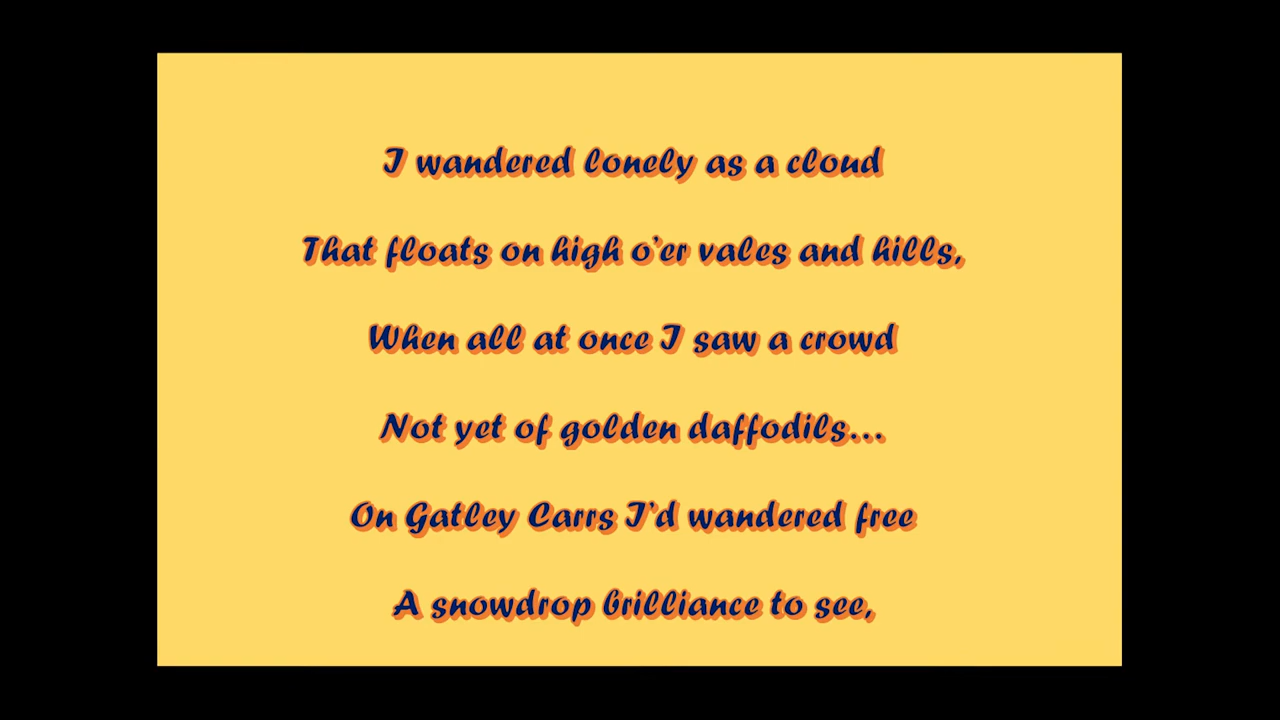 I wandered lonely as a cloud
That floats on high o'er vales and hills,
When all at once I saw a crowd
Not yet of golden daffodils...
On Gatley Carrs I'd wandered free
A snowdrop brilliance to see,